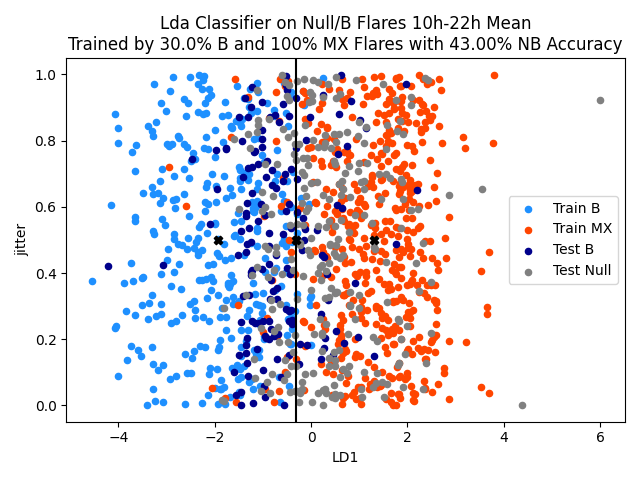 Lda Classifier on Null/B Flares 10h-22h Mean
Trained by 30.0% B and 100% MX Flares with 43.00% NB Accuracy
1.0
0.8
0.6
0.4
0.2
0.0
jitter
Train B
Train MX
Test B
Test Null
−4
−2
0
2
4
6
LD1